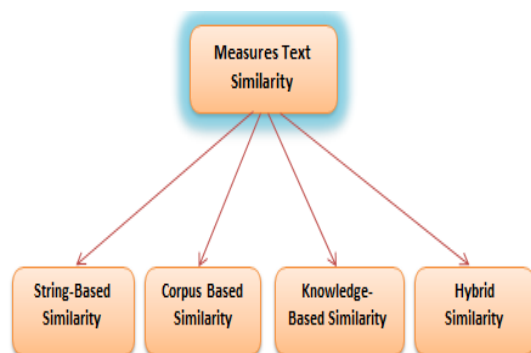 Measures Text
Similarity
String-Based
Similarity
Corpus Based
Similarity
Knowledge-
Based Similarity
Hybrid
Similarity